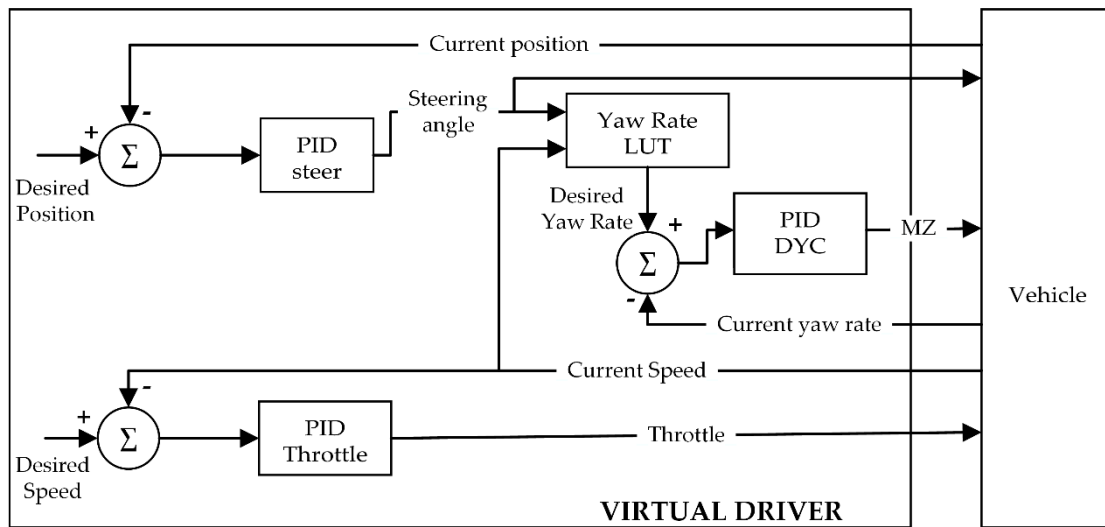 Current position
-
+
Σ
Desired
Position
PID
steer
Steering
angle
Yaw Rate
LUT
Desired
Yaw Rate
+
Σ
-
PID
DYC
MZ
Vehicle
Current yaw rate
Current Speed
-
+
Σ
Desired
Speed
PID
Throttle
Throttle
VIRTUAL DRIVER